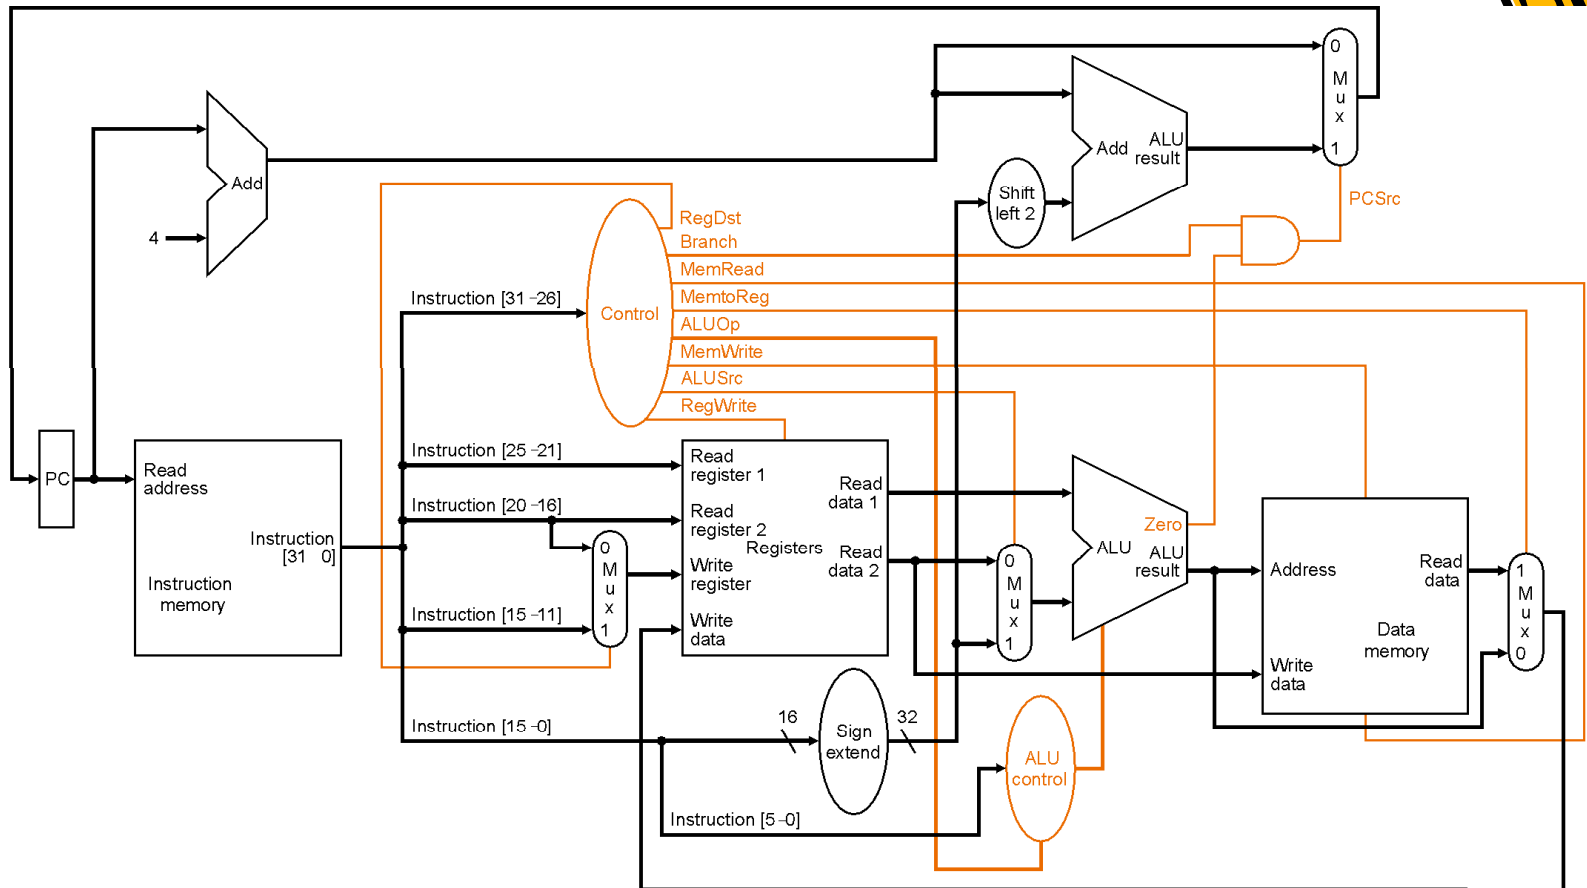 0
M
u
x
1
Add
4
Add
ALU
result
Shift
left 2
PCSrc
RegDst
Branch
MemRead
MemtoReg
ALUOp
MemWrite
ALUSrc
RegWrite
Control
Instruction [31–26]
Instruction [25–21]
Instruction [20–16]
Instruction [15–11]
Instruction [15–0]
Instruction [5–0]
PC
Read
address
Instruction
[31 0]
Instruction
memory
0
M
u
x
1
Read
register 1
Read
register 2
Write
register
Write
data
Registers
Read
data 1
Read
data 2
0
M
u
x
1
Zero
ALU
ALU
result
Address
Write
data
Read
data
Data
memory
1
M
u
x
0
16
Sign
extend
32
ALU
control